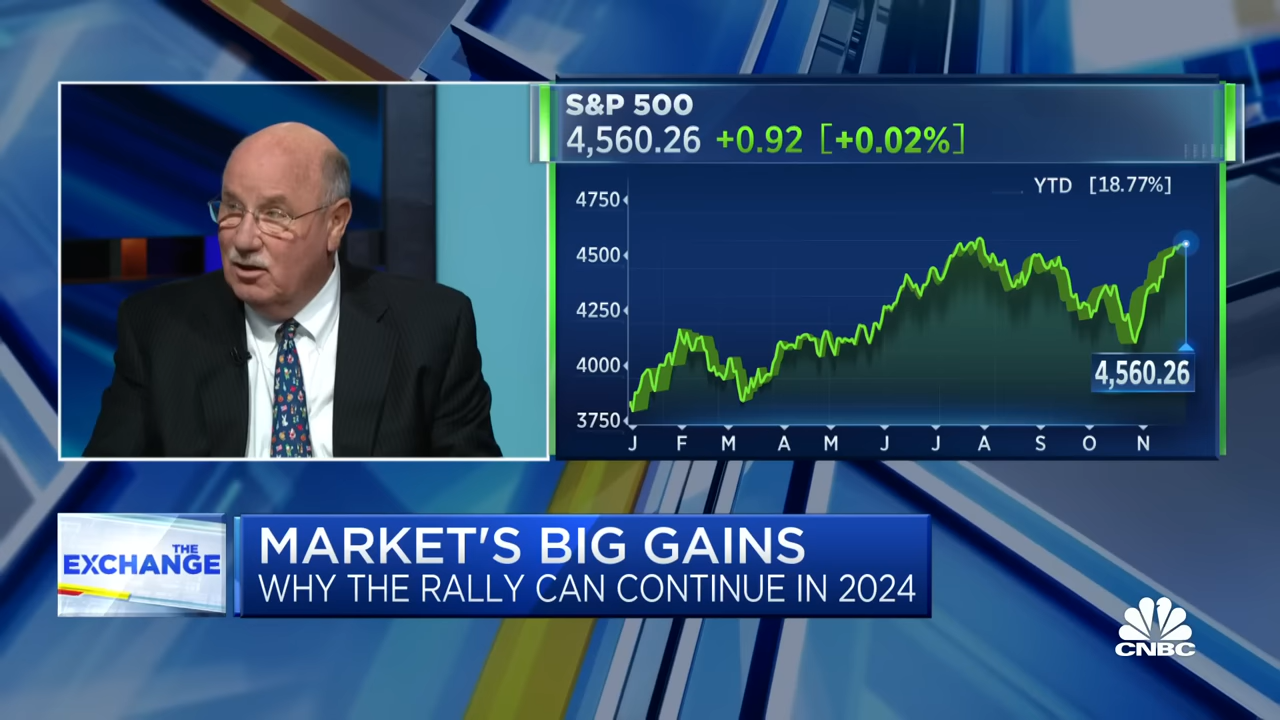 S&P 500
4,560.26 +0.92 [+0.02%]
YTD [18.77%]
4750
4500
4250
4000
3750
4,560.26
J F M A M J J A S O N
THE
EXCHANGE
MARKET'S BIG GAINS
WHY THE RALLY CAN CONTINUE IN 2024
CNBC